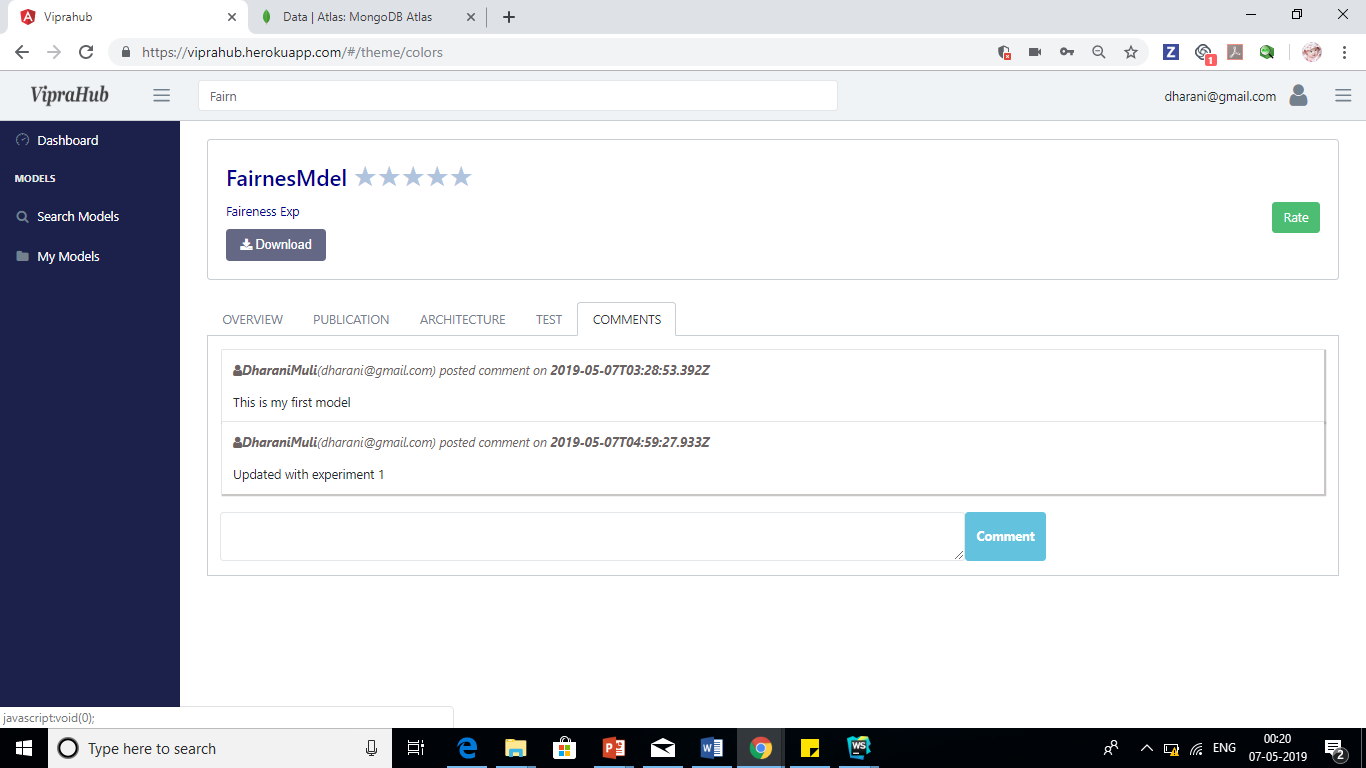 Viprahub
Data | Atlas: MongoDB Atlas
https://viprahub.herokuapp.com/#/theme/colors
Z
1
VipraHub
Fairn
dharani@gmail.com
Dashboard
MODELS
Search Models
My Models
FairnesMdel
Faireness Exp
Download
Rate
OVERVIEW PUBLICATION ARCHITECTURE TEST COMMENTS
DharaniMuli(dharani@gmail.com) posted comment on 2019-05-07T03:28:53.392Z
This is my first model
DharaniMuli(dharani@gmail.com) posted comment on 2019-05-07T04:59:27.933Z
Updated with experiment 1
Comment
javascript:void(0);
Type here to search
WS
ENG
00:20
07-05-2019
2